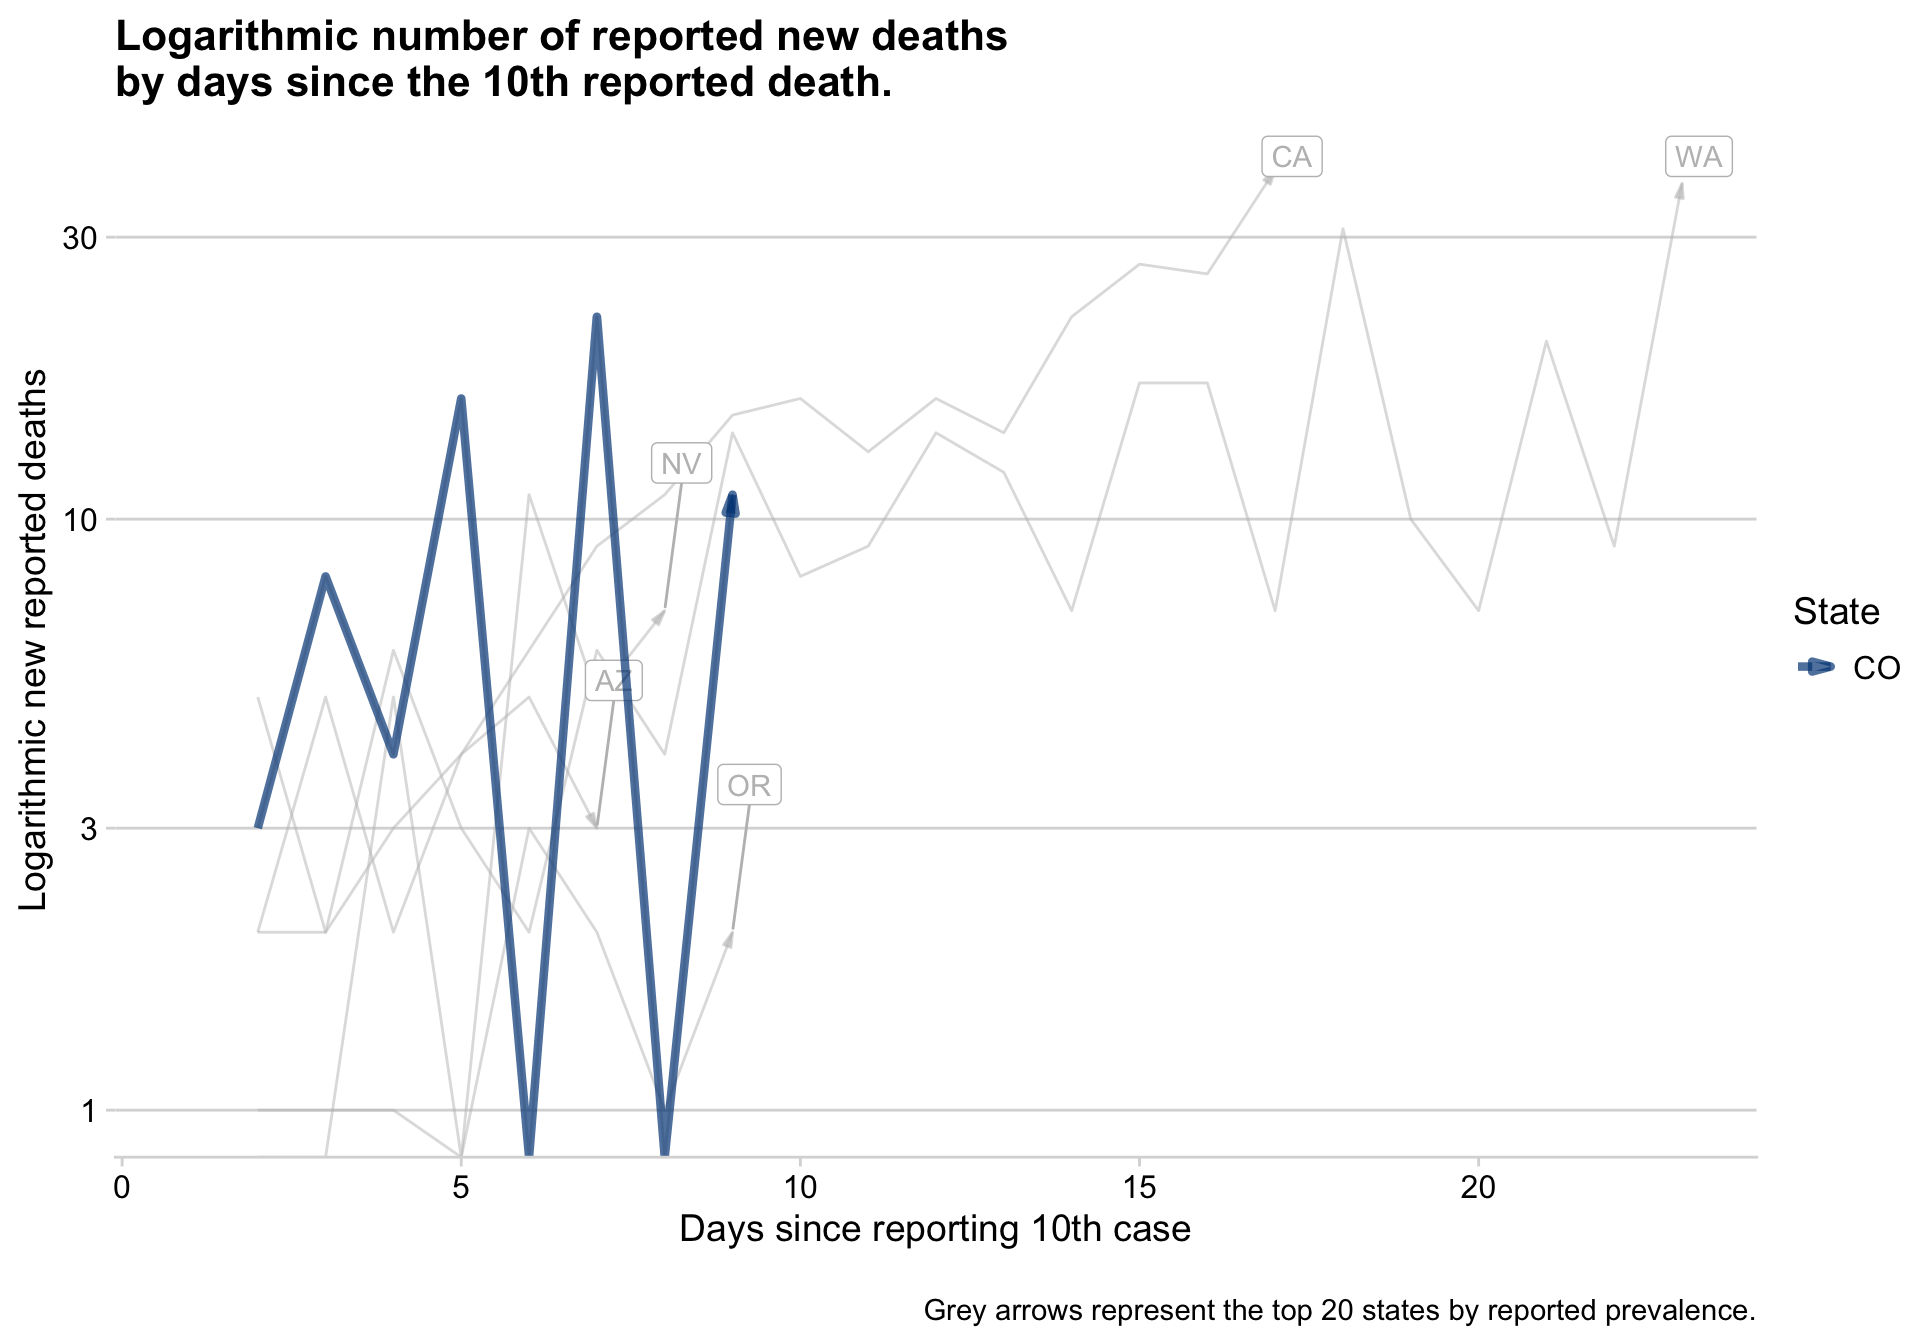 Logarithmic number of reported new deaths
by days since the 10th reported death.
CA
WA
30
NV
10
AZ
OR
3
1
Logarithmic new reported deaths
State
CO
0 5 10 15 20
Days since reporting 10th case
Grey arrows represent the top 20 states by reported prevalence.